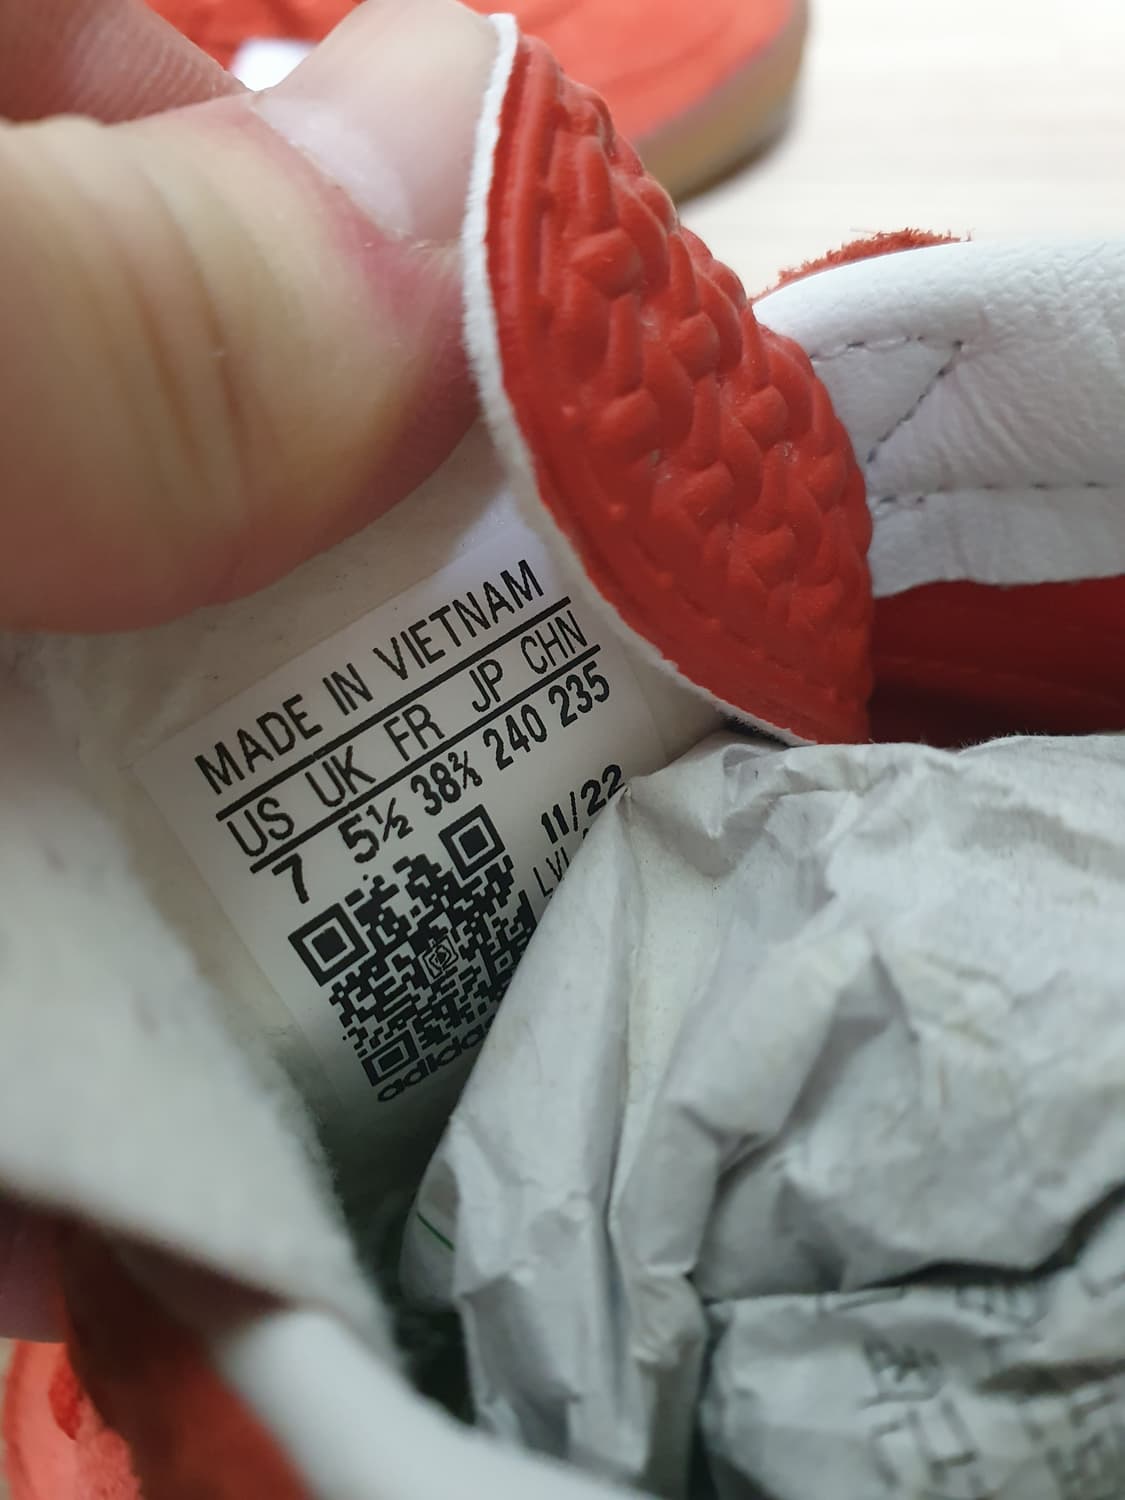 MADE IN VIETNAM
US UK FR JP CHN
7 5½ 38⅔ 240 235
11/22
adidas